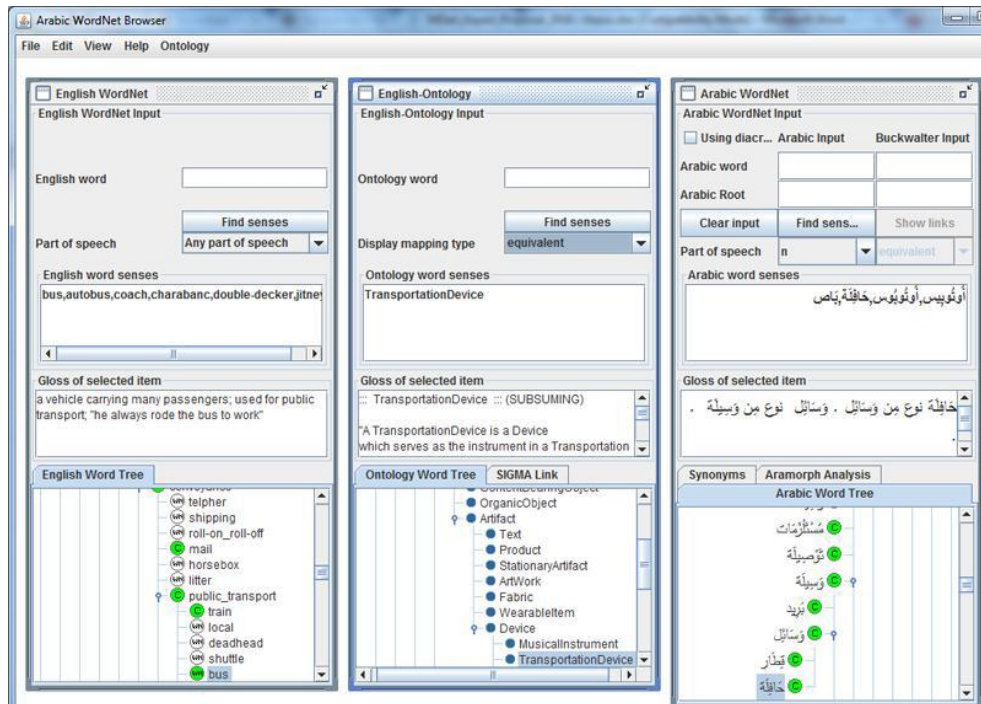 Arabic WordNet Browser
File Edit View Help Ontology
English WordNet
English WordNet Input
English word
Find senses
Part of speech Any part of speech
English word senses
bus,autobus,coach,charabanc,double-decker,jitney
Gloss of selected item
a vehicle carrying many passengers; used for public
transport; "he always rode the bus to work"
English Word Tree
conveyance
telpher
shipping
roll-on_roll-off
mail
horsebox
litter
public_transport
train
local
deadhead
shuttle
bus
English-Ontology
English-Ontology Input
Ontology word
Find senses
Display mapping type equivalent
Ontology word senses
TransportationDevice
Gloss of selected item
::: TransportationDevice ::: (SUBSUMING)
"A TransportationDevice is a Device
which serves as the instrument in a Transportation
Ontology Word Tree SIGMA Link
ContentBearingObject
OrganicObject
Artifact
Text
Product
StationaryArtifact
ArtWork
Fabric
WearableItem
Device
MusicalInstrument
TransportationDevice
Arabic WordNet
Arabic WordNet Input
Using diacr... Arabic Input Buckwalter Input
Arabic word
Arabic Root
Clear input Find sens... Show links
Part of speech n equivalent
Arabic word senses
أُوتُوبِيس,أُوتُوبُوس,حَافِلَة,بَاص
Gloss of selected item
حَافِلَة نوع مِن وَسَائِل . وَسَائِل نوع مِن وَسِيلَة .
.
Synonyms Aramorph Analysis
Arabic Word Tree
مُسْتَلْزَمَات
تَوْصِيلَة
وَسِيلَة
بَرِيد
وَسَائِل
قِطَار
حَافِلَة